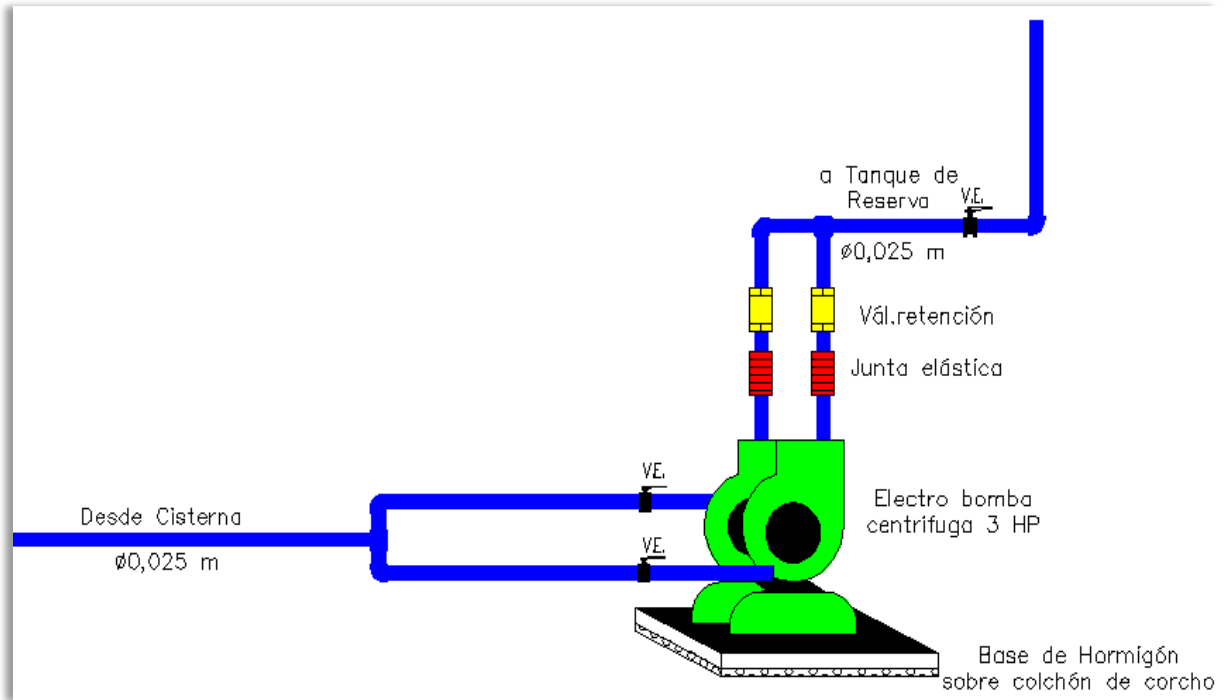 a Tanque de
Reserva
V.E.
Ø0,025 m
Vál.retención
Junta elástica
V.E.
Desde Cisterna
Ø0,025 m
V.E.
Electro bomba
centrifuga 3 HP
Base de Hormigón
sobre colchón de corcho